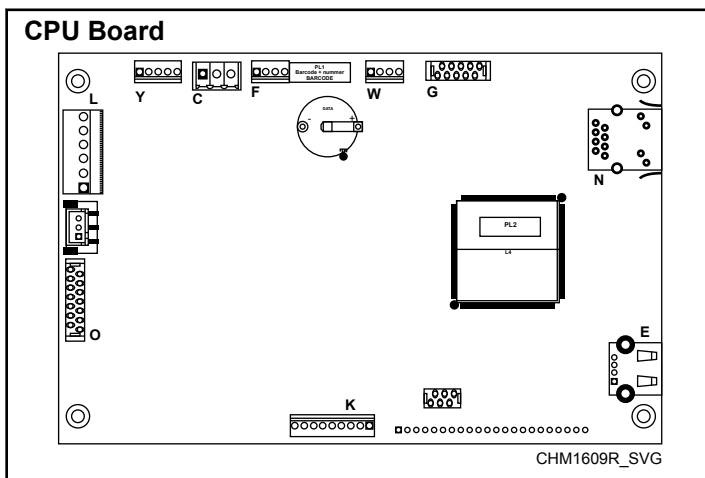 CPU Board
PL1
Barcode + nummer
BARCODE
L
Y
C
F
W
G
DATA
- +
N
PL2
L4
O
E
K
CHM1609R_SVG